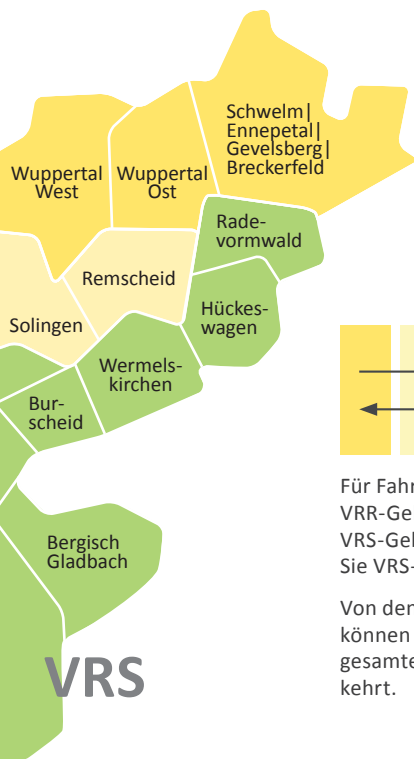 Schwelm|
Ennepetal|
Gevelsberg|
Breckerfeld
Wuppertal
West
Wuppertal
Ost
Rade-
vormwald
Remscheid
Hückes-
wagen
Solingen
Wermels-
kirchen
Bur-
scheid
Bergisch
Gladbach
VRS
Für Fahr
VRR-Ge
VRS-Gel
Sie VRS-
Von den
können
gesamte
kehrt.